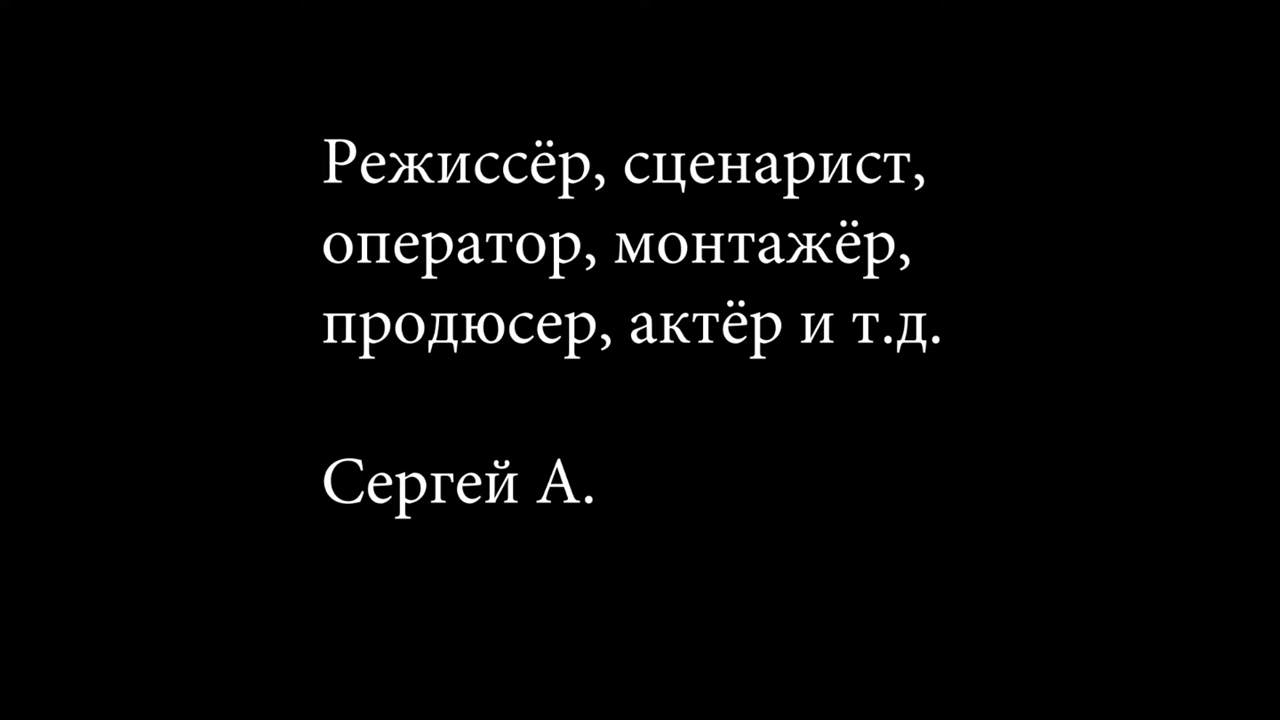 Режиссёр, сценарист,
оператор, монтажёр,
продюсер, актёр и т.д.
Сергей А.